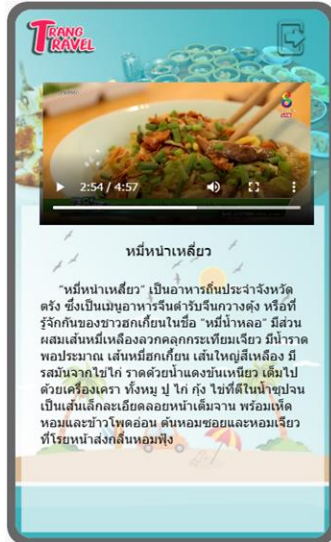 TRANG
TRAVEL
2:54 / 4:57
หมี่หน่ำเหลี่ยว
"หมี่หน่ำเหลี่ยว" เป็นอาหารถิ่นประจำจังหวัด
ตรัง ซึ่งเป็นเมนูอาหารจีนตำรับจีนกวางตุ้ง หรือที่
รู้จักกันของชาวฮกเกี้ยนในชื่อ "หมี่น้ำหลอ" มีส่วน
ผสมเส้นหมี่เหลืองลวกคลุกกระเทียมเจียว มีน้ำราด
พอประมาณ เส้นหมี่ฮกเกี้ยน เส้นใหญ่สีเหลือง มี
รสมันจากไข่ไก่ ราดด้วยน้ำแดงข้นเหนียว เต็มไป
ด้วยเครื่องเครา ทั้งหมู ปู ไก่ กุ้ง ไข่ที่ตีในน้ำซุปจน
เป็นเส้นเล็กละเอียดลอยหน้าเต็มจาน พร้อมเห็ด
หอมและข้าวโพดอ่อน ต้นหอมซอยและหอมเจียว
ที่โรยหน้าส่งกลิ่นหอมฟุ้ง